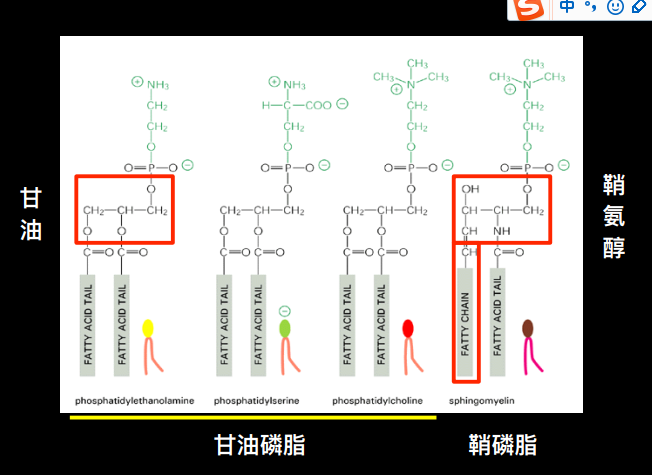 中
NH3
CH2
CH2
O
O=P—O
O
CH2—CH—CH2
O O
C=O C=O
FATTY ACID TAIL
FATTY ACID TAIL
phosphatidylethanolamine
NH3
H—C—COO
CH2
O
O=P—O
O
CH2—CH—CH2
O O
C=O C=O
FATTY ACID TAIL
FATTY ACID TAIL
phosphatidylserine
CH3
CH3 CH3
N
CH2
CH2
O
O=P—O
O
CH2—CH—CH2
O O
C=O C=O
FATTY ACID TAIL
FATTY ACID TAIL
phosphatidylcholine
CH3
CH3 CH3
N
CH2
CH2
O
O=P—O
OH O
CH—CH—CH2
CH NH
CH C=O
FATTY CHAIN
FATTY ACID TAIL
sphingomyelin
甘油
鞘氨醇
甘油磷脂
鞘磷脂